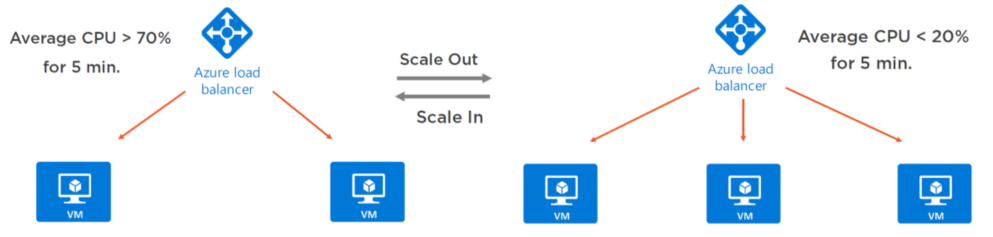 Average CPU > 70%
for 5 min.
Azure load
balancer
VM
VM
Scale Out
Scale In
Azure load
balancer
Average CPU < 20%
for 5 min.
VM
VM
VM